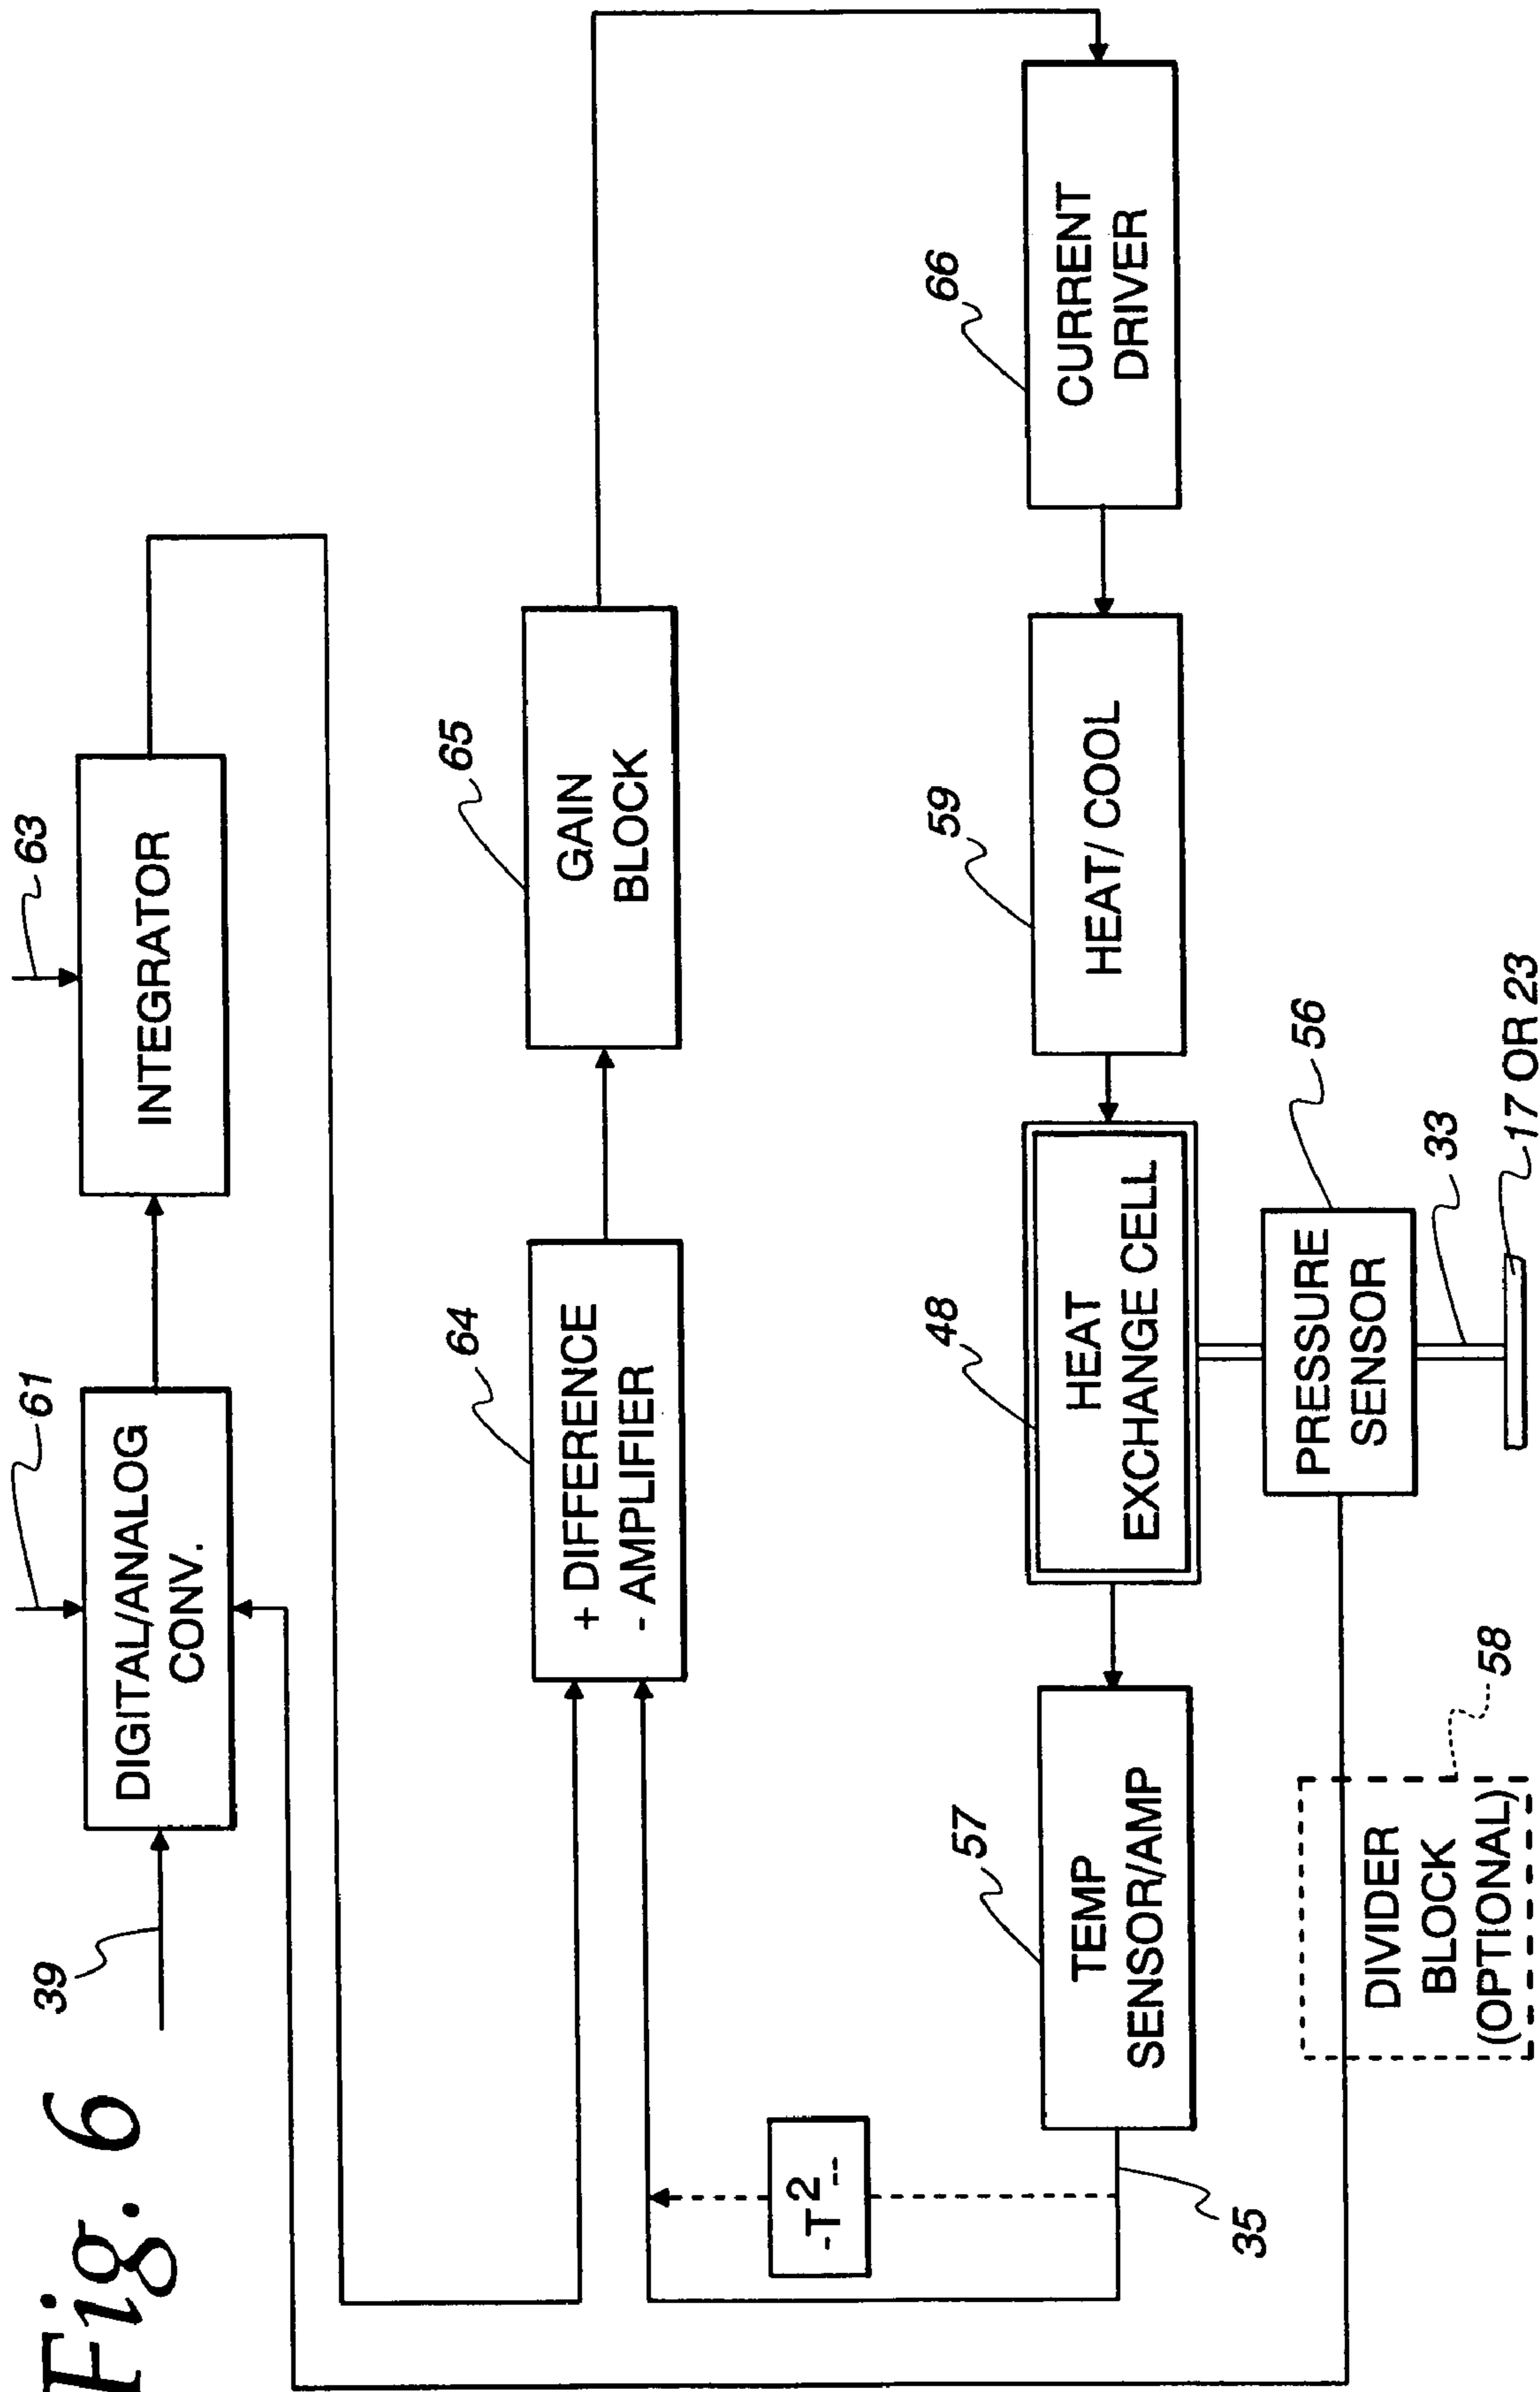 Fig. 6
39
61
63
DIGITAL/ANALOG
CONV.
INTEGRATOR
64
65
+ DIFFERENCE
- AMPLIFIER
GAIN
BLOCK
-T2--
35
57
48
59
66
TEMP
SENSOR/AMP
HEAT
EXCHANGE CELL
HEAT/ COOL
CURRENT
DRIVER
58
56
DIVIDER
BLOCK
(OPTIONAL)
PRESSURE
SENSOR
33
17 OR 23